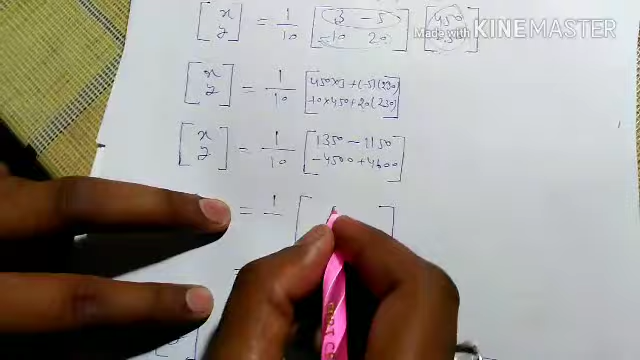 [x y] = 1/10 [3 -5 -10 20] [450 230]
Made with KINEMASTER
[x y] = 1/10 [450×3 + (-5)(230) -10×450 + 20(230)]
[x y] = 1/10 [1350 - 1150 -4500 + 4600]
= 1